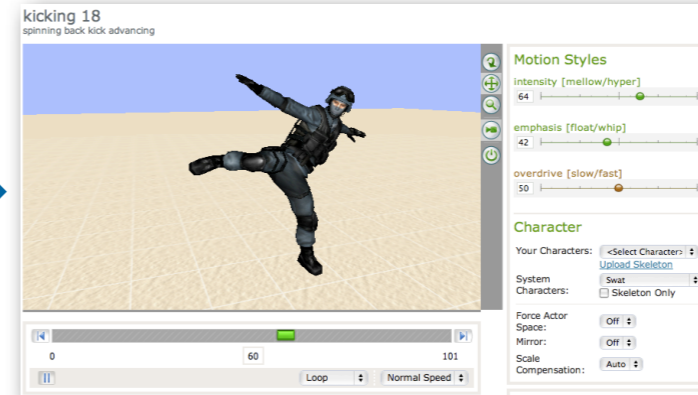 kicking 18
spinning back kick advancing
Motion Styles
intensity [mellow/hyper]
64
emphasis [float/whip]
42
overdrive [slow/fast]
50
Character
Your Characters: <Select Character>
Upload Skeleton
System Characters: Swat
Skeleton Only
Force Actor Space: Off
Mirror: Off
Scale Compensation: Auto
0 60 101
Loop Normal Speed